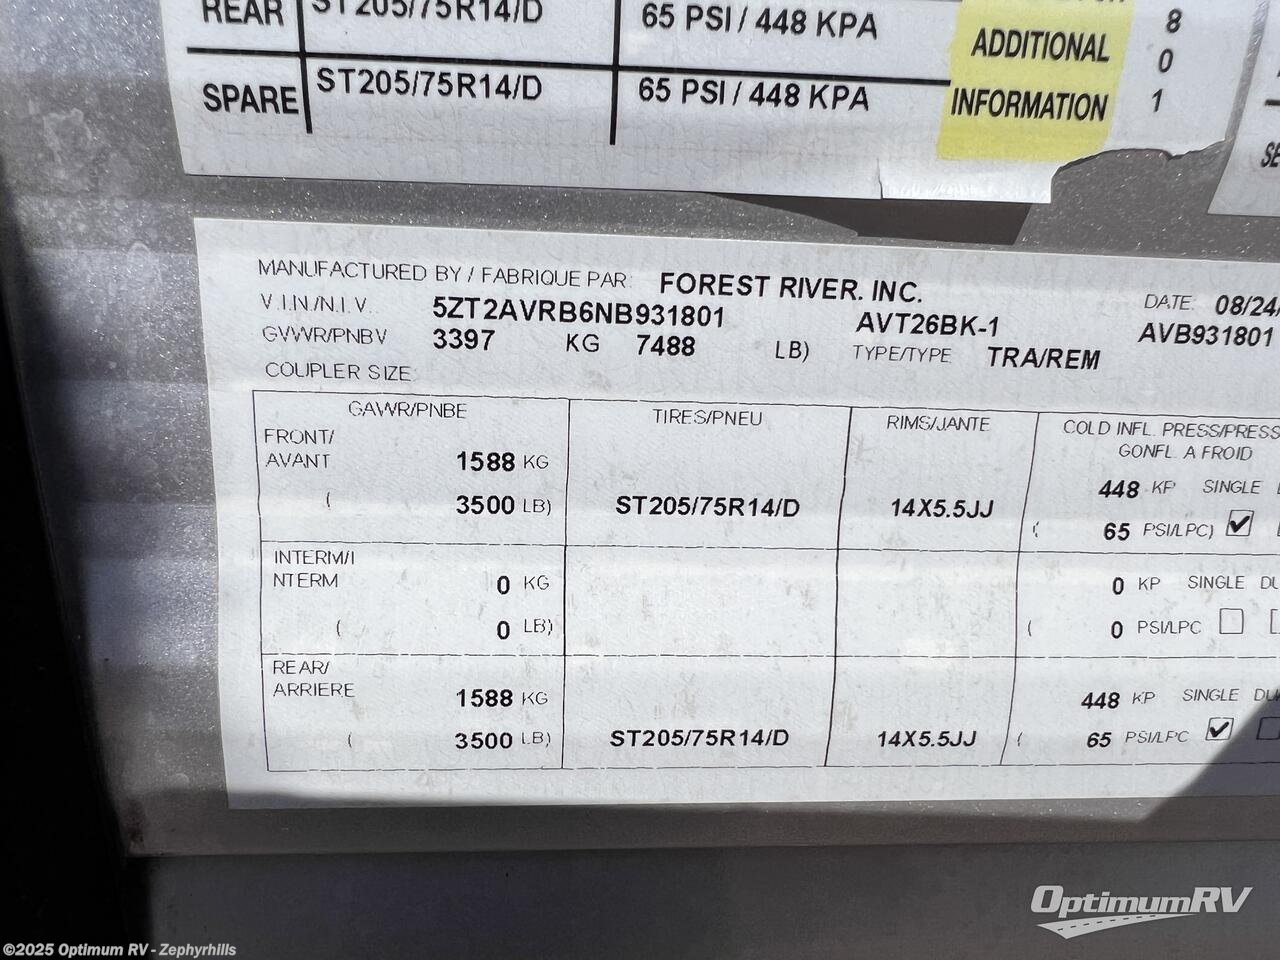 REAR ST205/75R14/D 65 PSI / 448 KPA
8
ADDITIONAL 0
SPARE ST205/75R14/D 65 PSI / 448 KPA INFORMATION 1
MANUFACTURED BY / FABRIQUE PAR: FOREST RIVER. INC. DATE: 08/24/
V.I.N./N.I.V. 5ZT2AVRB6NB931801 AVT26BK-1 AVB931801
GVWR/PNBV 3397 KG 7488 LB) TYPE/TYPE TRA/REM
COUPLER SIZE:
GAWR/PNBE TIRES/PNEU RIMS/JANTE COLD INFL. PRESS/PRESS
GONFL. A FROID
FRONT/
AVANT 1588 KG 448 KP SINGLE
( 3500 LB) ST205/75R14/D 14X5.5JJ ( 65 PSI/LPC)
INTERM/I
NTERM 0 KG 0 KP SINGLE DU
( 0 LB) ( 0 PSI/LPC
REAR/
ARRIERE 1588 KG 448 KP SINGLE DU
( 3500 LB) ST205/75R14/D 14X5.5JJ ( 65 PSI/LPC
OptimumRV
©2025 Optimum RV - Zephyrhills